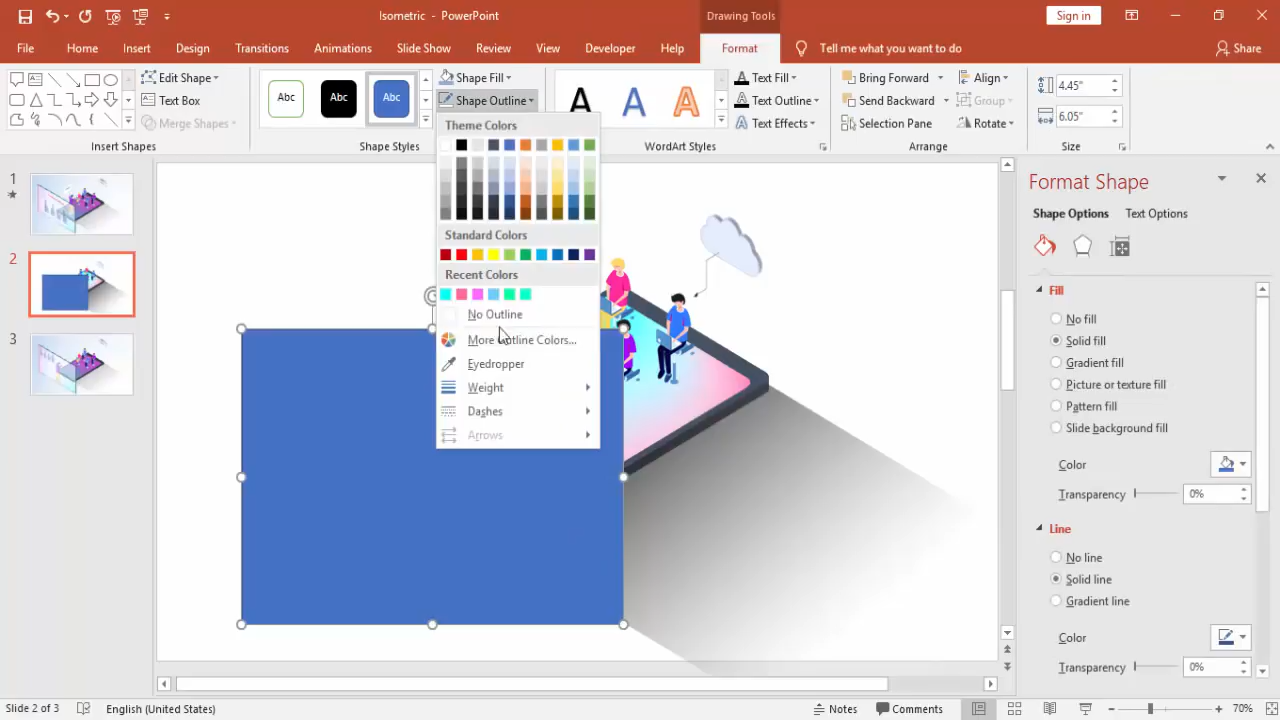 Isometric - PowerPoint
Drawing Tools
Sign in
File
Home
Insert
Design
Transitions
Animations
Slide Show
Review
View
Developer
Help
Format
Tell me what you want to do
Share
Edit Shape
Text Box
Merge Shapes
Insert Shapes
Abc
Abc
Abc
Shape Styles
Shape Fill
Shape Outline
A
A
A
WordArt Styles
Text Fill
Text Outline
Text Effects
Bring Forward
Send Backward
Selection Pane
Align
Group
Rotate
Arrange
4.45"
6.05"
Size
Theme Colors
Standard Colors
Recent Colors
No Outline
More Outline Colors...
Eyedropper
Weight
Dashes
Arrows
1
2
3
Format Shape
Shape Options
Text Options
Fill
No fill
Solid fill
Gradient fill
Picture or texture fill
Pattern fill
Slide background fill
Color
Transparency
0%
Line
No line
Solid line
Gradient line
Color
Transparency
0%
Slide 2 of 3
English (United States)
Notes
Comments
70%